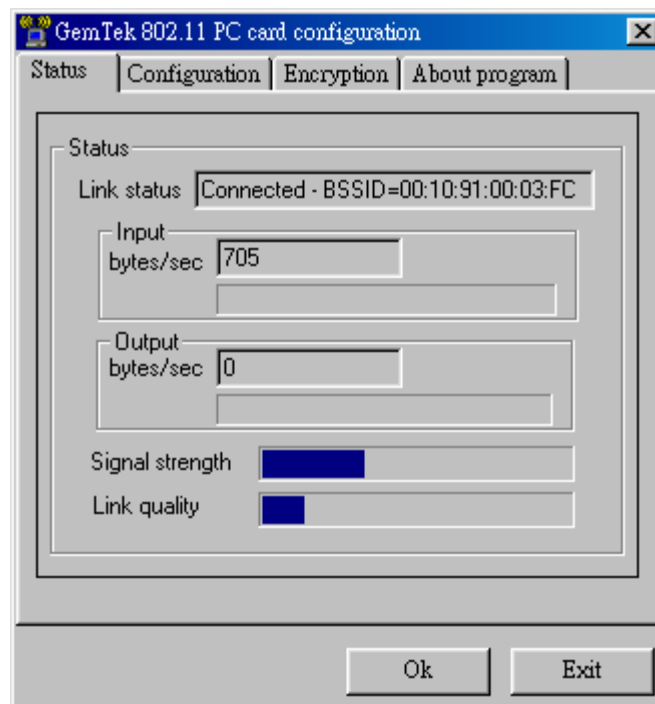 GemTek 802.11 PC card configuration
Status Configuration Encryption About program
Status
Link status Connected - BSSID=00:10:91:00:03:FC
Input
bytes/sec 705
Output
bytes/sec 0
Signal strength
Link quality
Ok Exit